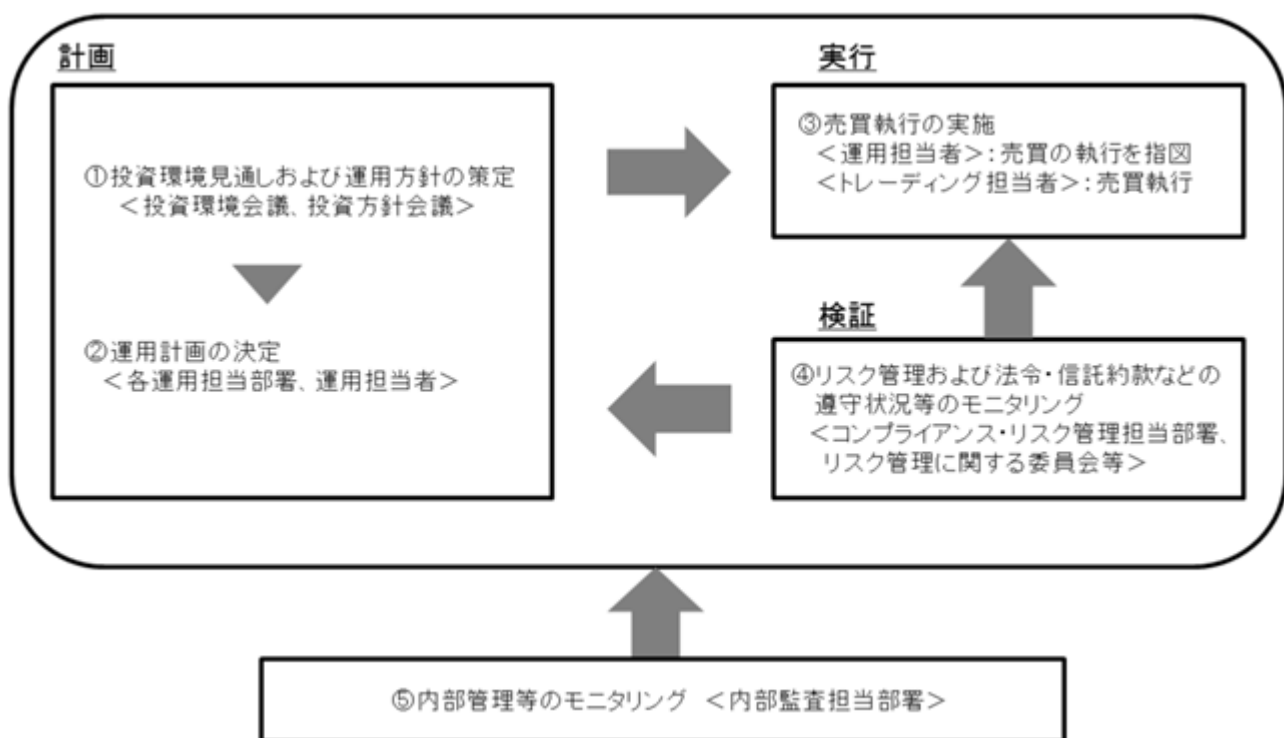 計画
①投資環境見通しおよび運用方針の策定
＜投資環境会議、投資方針会議＞
②運用計画の決定
＜各運用担当部署、運用担当者＞
実行
③売買執行の実施
＜運用担当者＞：売買の執行を指図
＜トレーディング担当者＞：売買執行
検証
④リスク管理および法令・信託約款などの
遵守状況等のモニタリング
＜コンプライアンス・リスク管理担当部署、
リスク管理に関する委員会等＞
⑤内部管理等のモニタリング ＜内部監査担当部署＞